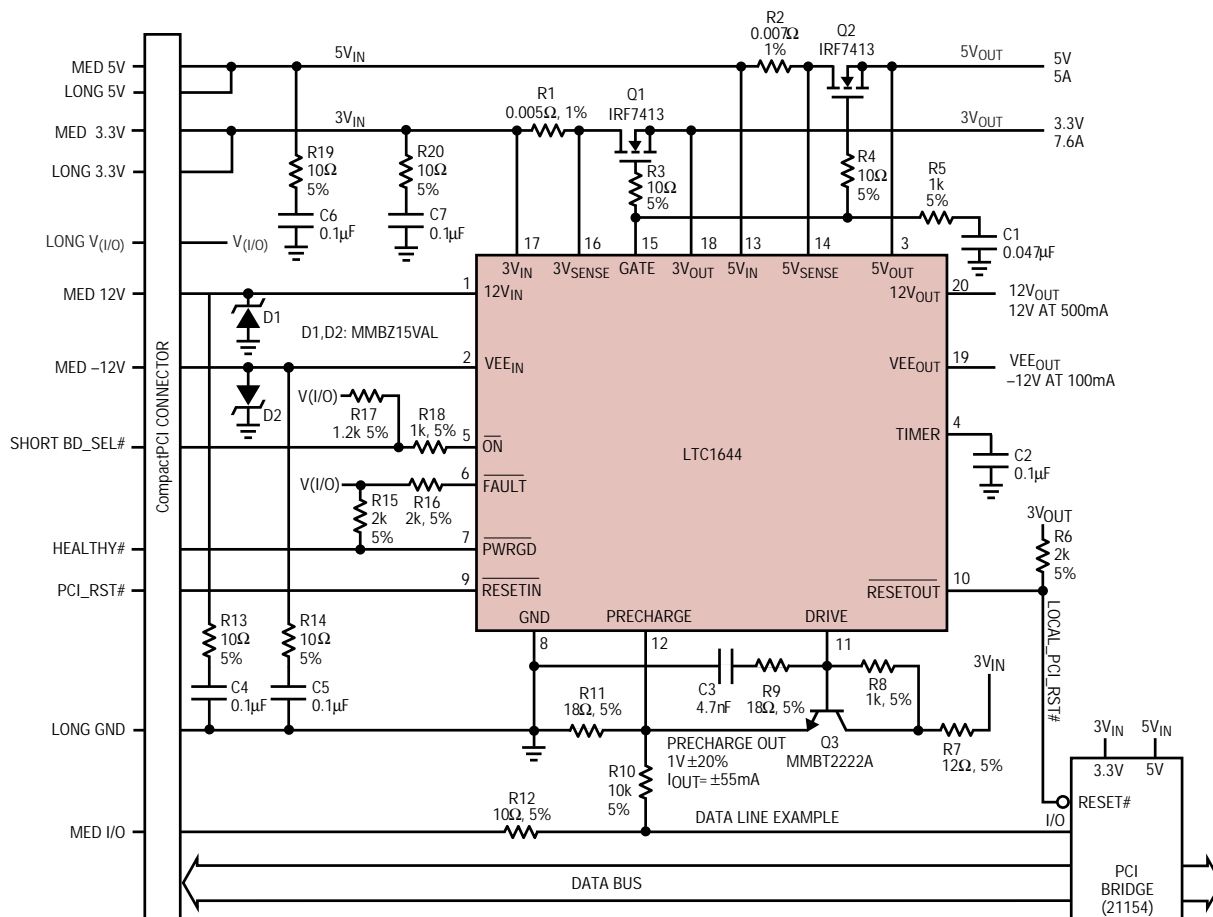 R2
0.007Ω
1%
Q2
IRF7413
MED 5V
5VIN
5VOUT
5V
5A
LONG 5V
R1
0.005Ω, 1%
Q1
IRF7413
MED 3.3V
3VIN
3VOUT
3.3V
7.6A
LONG 3.3V
R19
10Ω
5%
R20
10Ω
5%
R3
10Ω
5%
R4
10Ω
5%
R5
1k
5%
C6
0.1µF
C7
0.1µF
C1
0.047µF
LONG V(I/O)
V(I/O)
17
16
15
18
13
14
3
3VIN
3VSENSE
GATE
3VOUT
5VIN
5VSENSE
5VOUT
MED 12V
1
12VIN
12VOUT
20
12VOUT
12V AT 500mA
D1
D1,D2: MMBZ15VAL
MED –12V
2
VEEIN
VEEOUT
19
VEEOUT
–12V AT 100mA
D2
V(I/O)
R17
1.2k 5%
R18
1k, 5%
SHORT BD_SEL#
5
ON
LTC1644
TIMER
4
C2
0.1µF
CompactPCI CONNECTOR
V(I/O)
6
FAULT
R15
2k
5%
R16
2k, 5%
HEALTHY#
7
PWRGD
3VOUT
R6
2k
5%
PCI_RST#
9
RESETIN
RESETOUT
10
LOCAL_PCI_RST#
GND
PRECHARGE
DRIVE
8
12
11
R13
10Ω
5%
R14
10Ω
5%
C4
0.1µF
C5
0.1µF
C3
4.7nF
R9
18Ω, 5%
R8
1k, 5%
3VIN
R11
18Ω, 5%
LONG GND
PRECHARGE OUT
1V ±20%
IOUT= ±55mA
Q3
MMBT2222A
R7
12Ω, 5%
R10
10k
5%
3VIN
5VIN
3.3V
5V
RESET#
R12
10Ω, 5%
DATA LINE EXAMPLE
I/O
MED I/O
DATA BUS
PCI
BRIDGE
(21154)